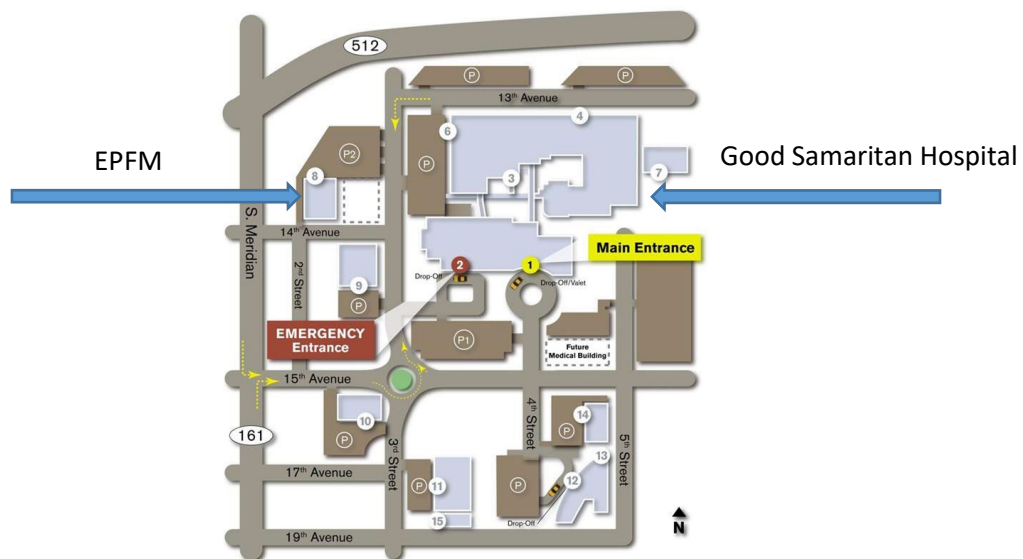 512
P
P
13th Avenue
4
6
EPFM
P2
P
Good Samaritan Hospital
8
3
7
S. Meridian
14th Avenue
Main Entrance
2
1
Drop-Off
Drop-Off/Valet
2nd Street
9
P
EMERGENCY
Entrance
P1
Future
Medical Building
15th Avenue
10
14
4th Street
5th Street
161
P
P
3rd Street
13
17th Avenue
P
11
P
12
15
Drop-Off
N
19th Avenue